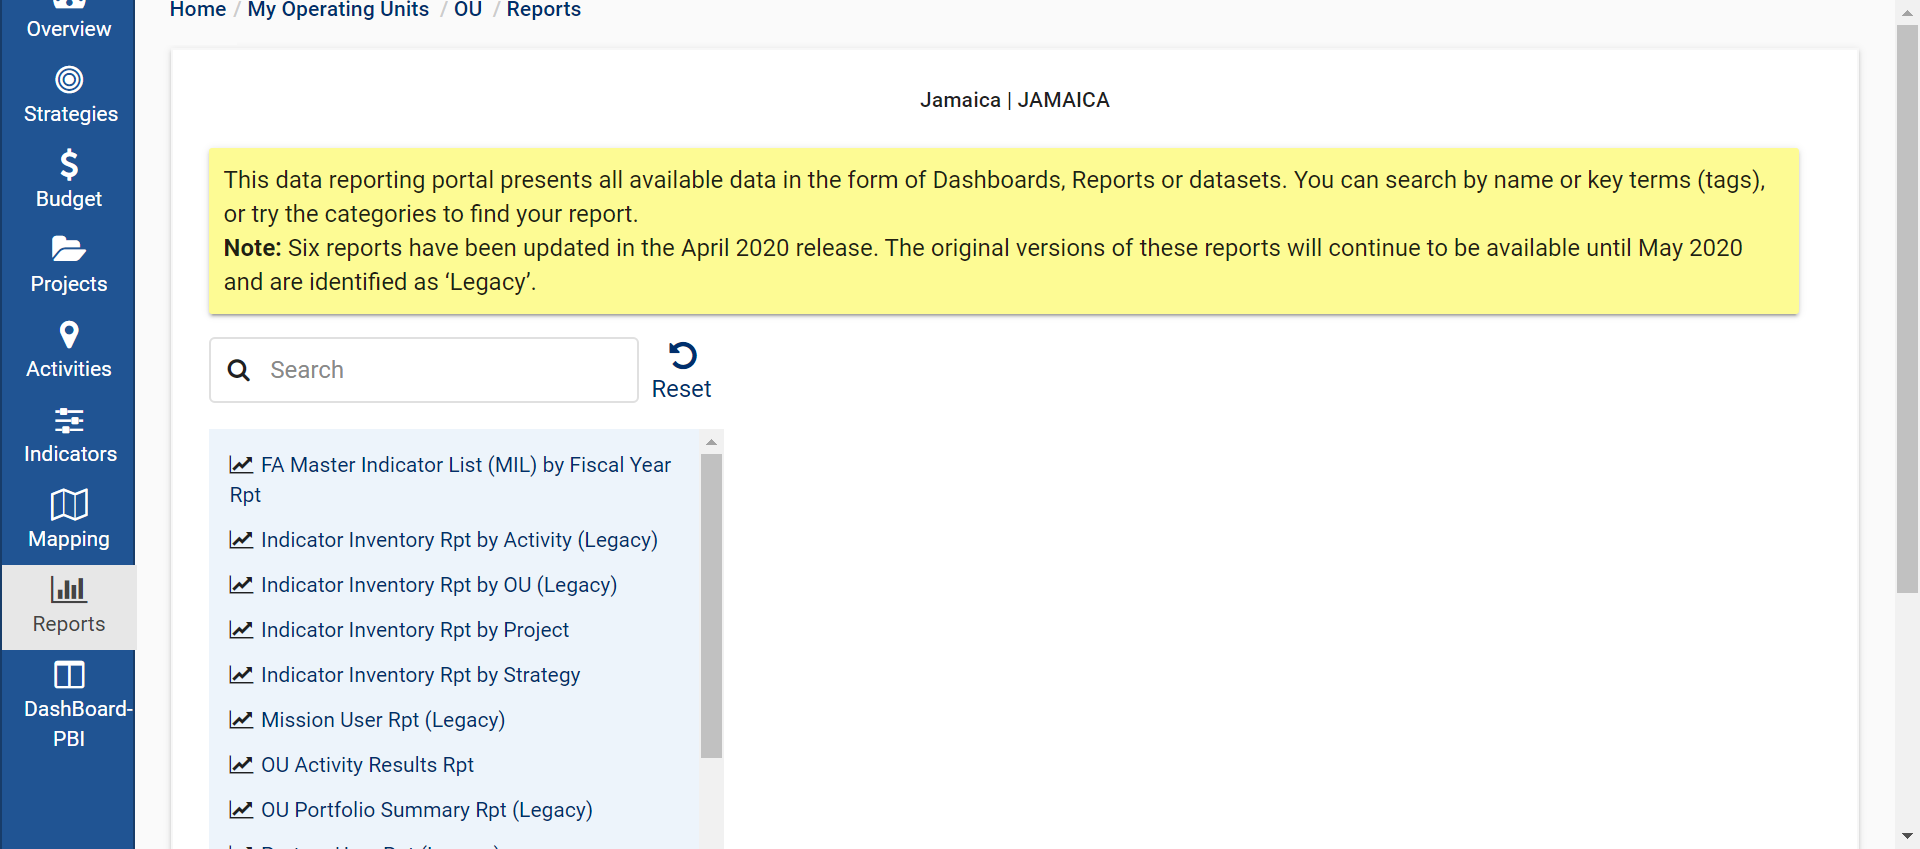 Home / My Operating Units / OU / Reports
Overview
Strategies
Budget
Projects
Activities
Indicators
Mapping
Reports
DashBoard-
PBI
Jamaica | JAMAICA
This data reporting portal presents all available data in the form of Dashboards, Reports or datasets. You can search by name or key terms (tags),
or try the categories to find your report.
Note: Six reports have been updated in the April 2020 release. The original versions of these reports will continue to be available until May 2020
and are identified as ‘Legacy’.
Search
Reset
FA Master Indicator List (MIL) by Fiscal Year
Rpt
Indicator Inventory Rpt by Activity (Legacy)
Indicator Inventory Rpt by OU (Legacy)
Indicator Inventory Rpt by Project
Indicator Inventory Rpt by Strategy
Mission User Rpt (Legacy)
OU Activity Results Rpt
OU Portfolio Summary Rpt (Legacy)